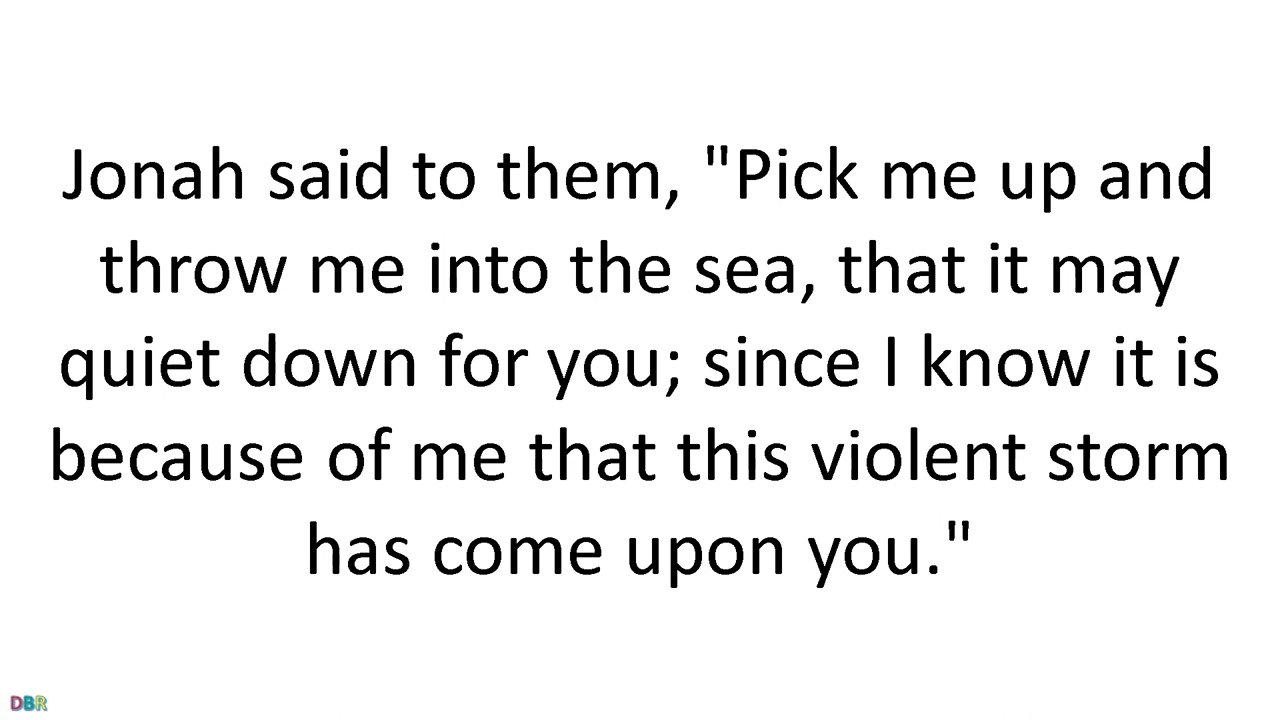 Jonah said to them, "Pick me up and
throw me into the sea, that it may
quiet down for you; since I know it is
because of me that this violent storm
has come upon you."
DBR